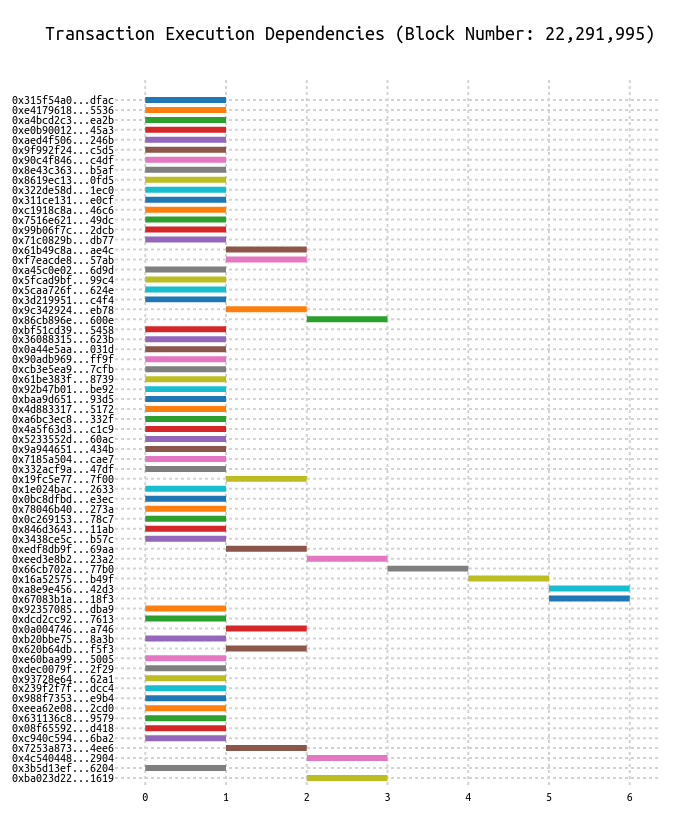 Transaction Execution Dependencies (Block Number: 22,291,995)
0x315f54a0...dfac
0xe4179618...5536
0xa4bcd2c3...ea2b
0xe0b90012...45a3
0xaed4f506...246b
0x9f992f24...c5d5
0x90c4f846...c4df
0x8e43c363...b5af
0x8619ec13...0fd5
0x322de58d...1ec0
0x311ce131...e0cf
0xc1918c8a...46c6
0x7516e621...49dc
0x99b06f7c...2dcb
0x71c0829b...db77
0x61b49c8a...ae4c
0xf7eacde8...57ab
0xa45c0e02...6d9d
0x5fcad9bf...99c4
0x5caa726f...624e
0x3d219951...c4f4
0x9c342924...eb78
0x86cb896e...600e
0xbf51cd39...5458
0x36088315...623b
0x0a44e5aa...031d
0x90adb969...ff9f
0xcb3e5ea9...7cfb
0x61be383f...8739
0x92b47b01...be92
0xbaa9d651...93d5
0x4d883317...5172
0xa6bc3ec8...332f
0x4a5f63d3...c1c9
0x5233552d...60ac
0x9a944651...434b
0x7185a504...cae7
0x332acf9a...47df
0x19fc5e77...7f00
0x1e024bac...2633
0x0bc8dfbd...e3ec
0x78046b40...273a
0x0c269153...78c7
0x846d3643...11ab
0x3438ce5c...b57c
0xedf8db9f...69aa
0xeed3e8b2...23a2
0x66cb702a...77b0
0x16a52575...b49f
0xa8e9e456...42d3
0x67083b1a...18f3
0x92357085...dba9
0xdcd2cc92...7613
0x0a004746...a746
0xb20bbe75...8a3b
0x620b64db...f5f3
0xe60baa99...5005
0xdec0079f...2f29
0x93728e64...62a1
0x239f2f7f...dcc4
0x988f7353...e9b4
0xeea62e08...2cd0
0x631136c8...9579
0x08f65592...d418
0xc940c594...6ba2
0x7253a873...4ee6
0x4c540448...2904
0x3b5d13ef...6204
0xba023d22...1619
0 1 2 3 4 5 6